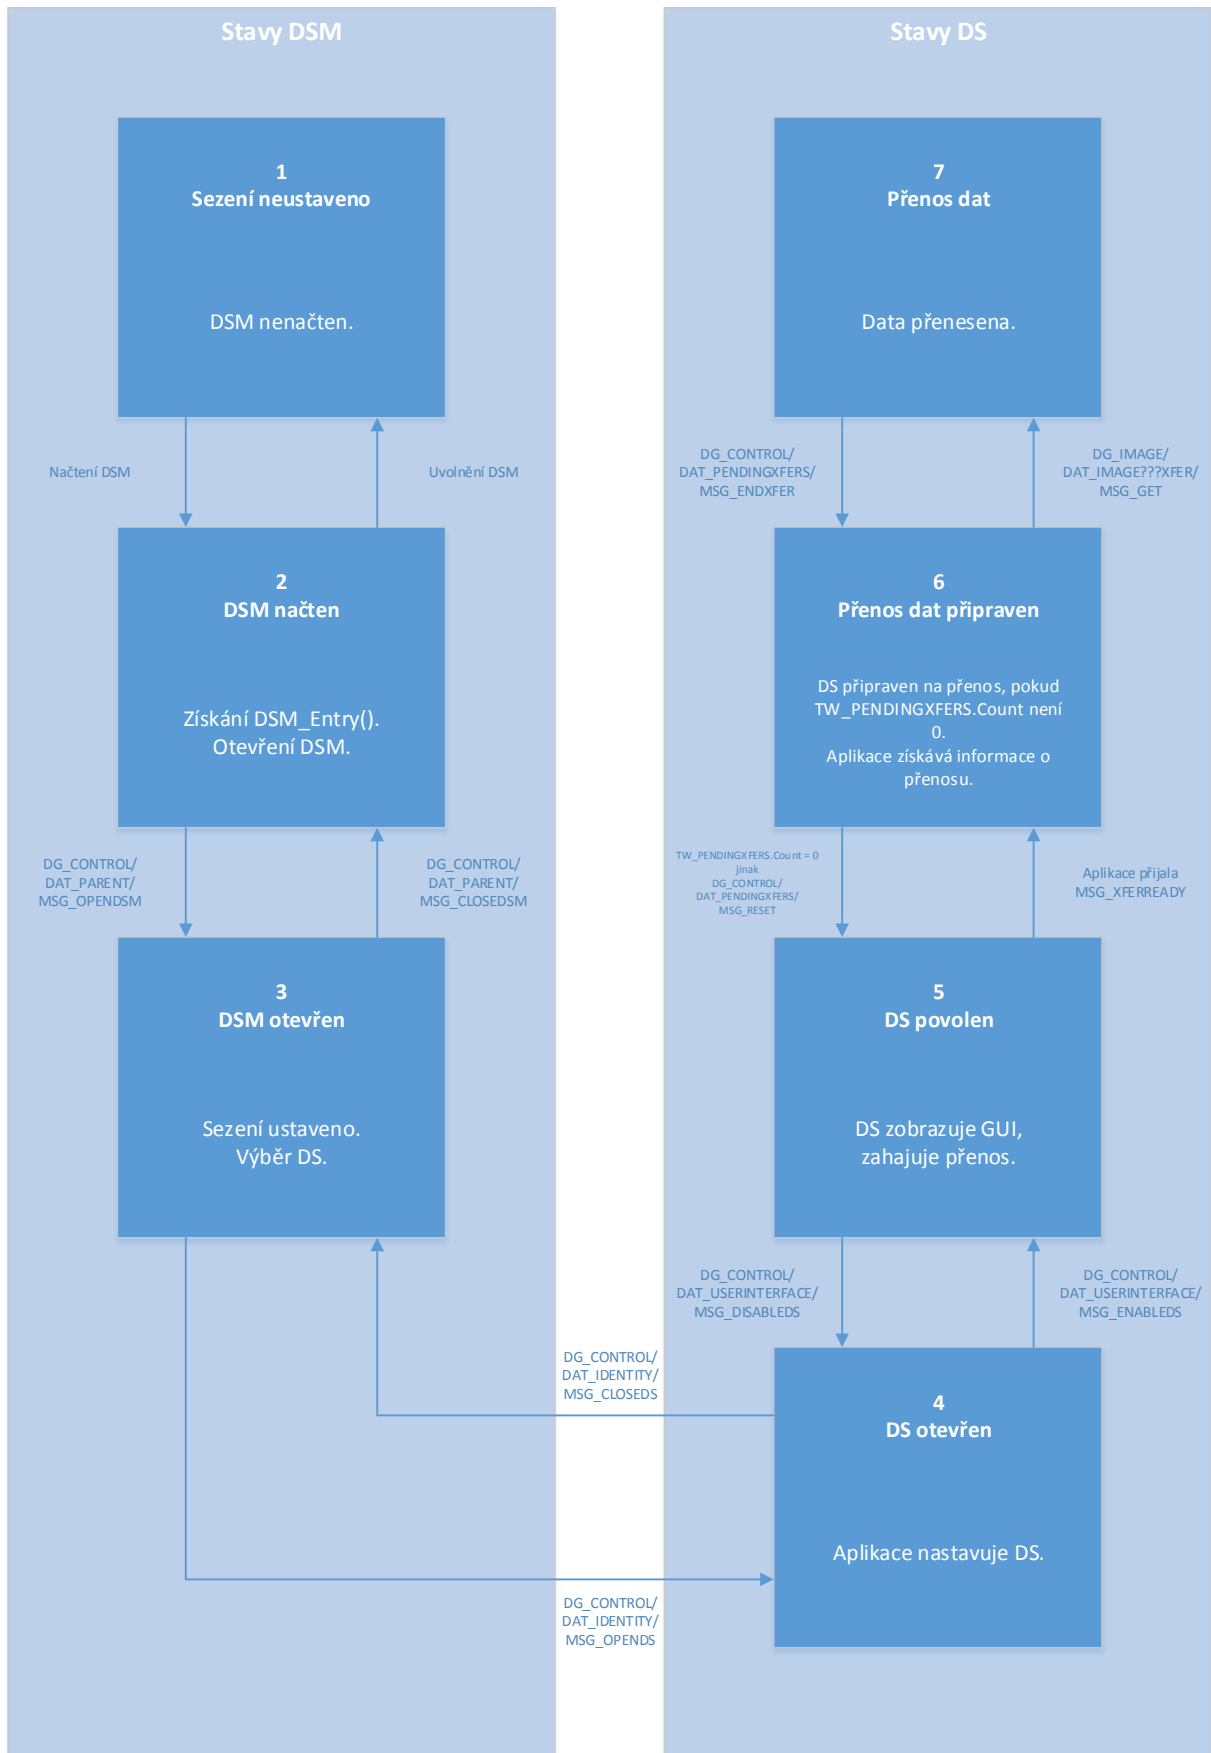 Stavy DSM
1
Sezení neustaveno
DSM nenačten.
Načtení DSM
Uvolnění DSM
2
DSM načten
Získání DSM_Entry().
Otevření DSM.
DG_CONTROL/
DAT_PARENT/
MSG_OPENDSM
DG_CONTROL/
DAT_PARENT/
MSG_CLOSEDSM
3
DSM otevřen
Sezení ustaveno.
Výběr DS.
Stavy DS
7
Přenos dat
Data přenesena.
DG_CONTROL/
DAT_PENDINGXFERS/
MSG_ENDXFER
DG_IMAGE/
DAT_IMAGE???XFER/
MSG_GET
6
Přenos dat připraven
DS připraven na přenos, pokud
TW_PENDINGXFERS.Count není
0.
Aplikace získává informace o
přenosu.
TW_PENDINGXFERS.Count = 0
jinak
DG_CONTROL/
DAT_PENDINGXFERS/
MSG_RESET
Aplikace přijala
MSG_XFERREADY
5
DS povolen
DS zobrazuje GUI,
zahajuje přenos.
DG_CONTROL/
DAT_USERINTERFACE/
MSG_DISABLEDS
DG_CONTROL/
DAT_USERINTERFACE/
MSG_ENABLEDS
DG_CONTROL/
DAT_IDENTITY/
MSG_CLOSEDS
4
DS otevřen
Aplikace nastavuje DS.
DG_CONTROL/
DAT_IDENTITY/
MSG_OPENDS